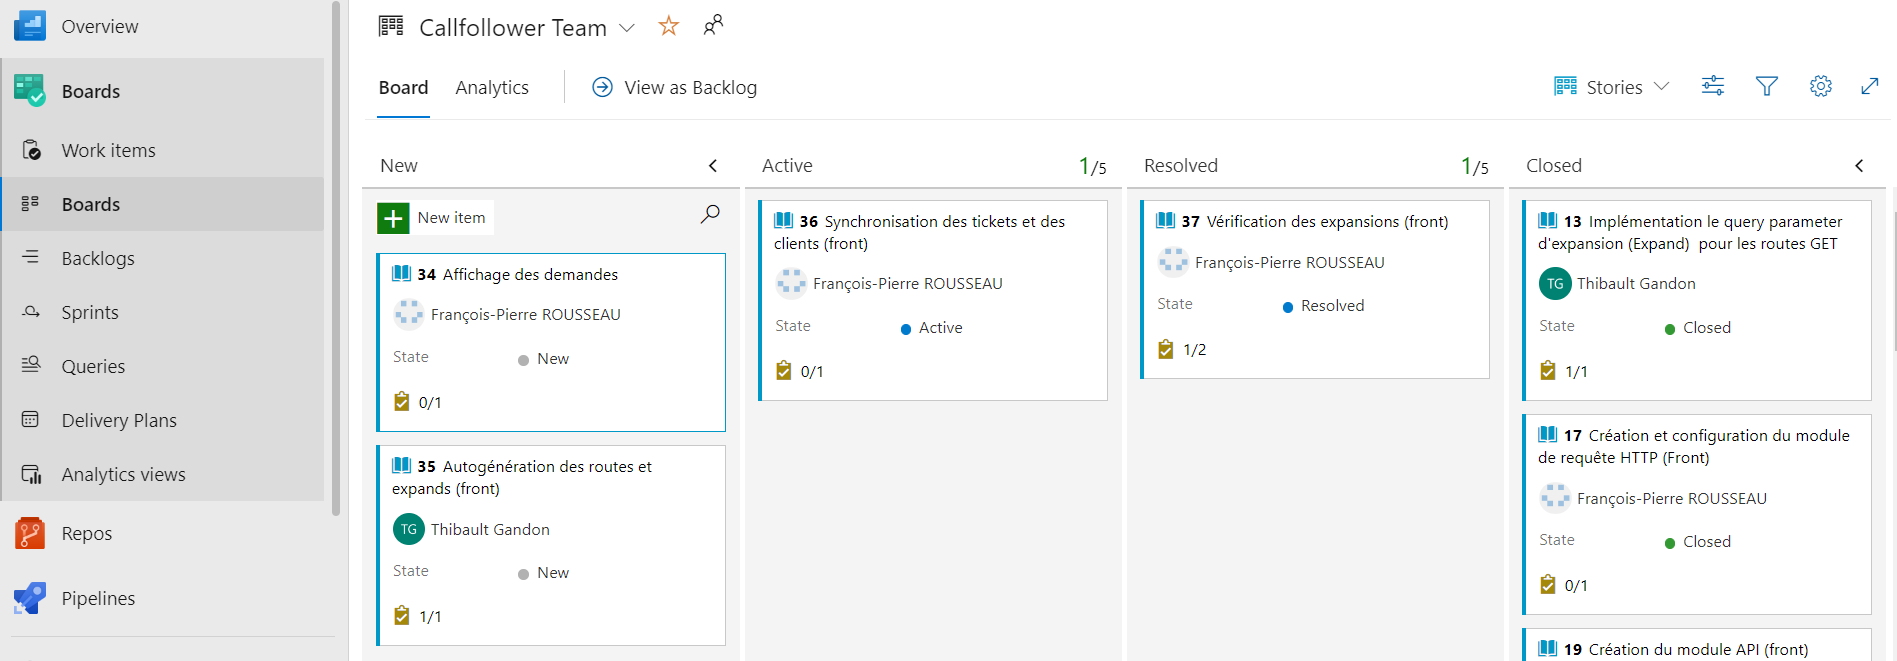 Overview
Boards
Work items
Boards
Backlogs
Sprints
Queries
Delivery Plans
Analytics views
Repos
Pipelines
Callfollower Team
Board
Analytics
View as Backlog
Stories
New
New item
34 Affichage des demandes
François-Pierre ROUSSEAU
State
New
0/1
35 Autogénération des routes et
expands (front)
TG Thibault Gandon
State
New
1/1
Active
1/5
36 Synchronisation des tickets et des
clients (front)
François-Pierre ROUSSEAU
State
Active
0/1
Resolved
1/5
37 Vérification des expansions (front)
François-Pierre ROUSSEAU
State
Resolved
1/2
Closed
13 Implémentation le query parameter
d'expansion (Expand) pour les routes GET
TG Thibault Gandon
State
Closed
1/1
17 Création et configuration du module
de requête HTTP (Front)
François-Pierre ROUSSEAU
State
Closed
0/1
19 Création du module API (front)